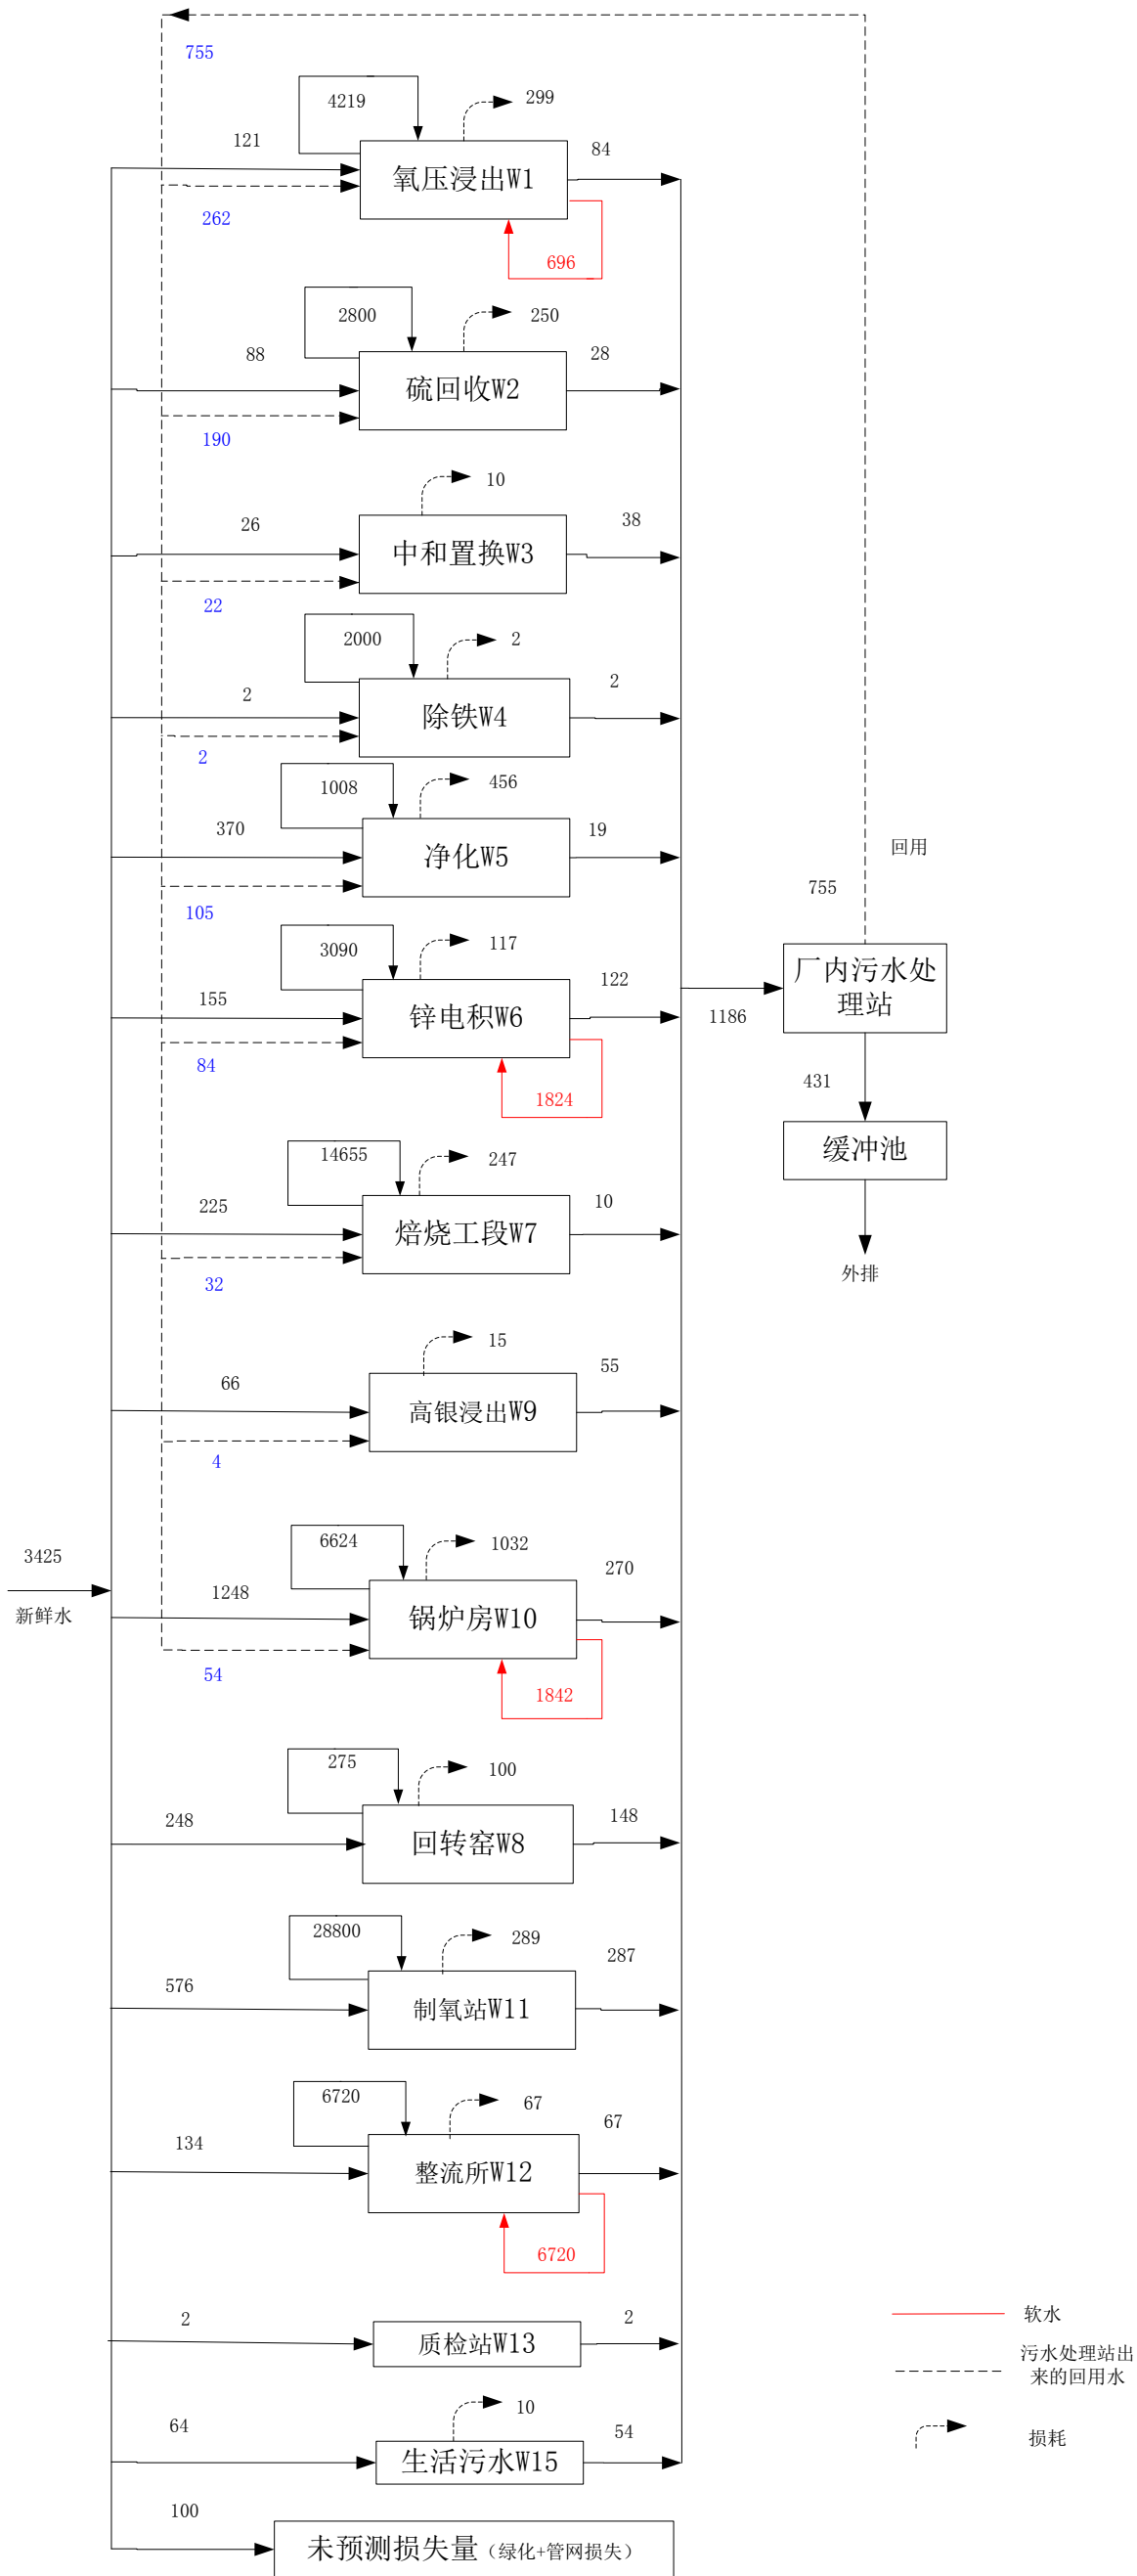 755
4219
299
121
84
氧压浸出W1
262
696
2800
250
88
28
硫回收W2
190
10
26
38
中和置换W3
22
2000
2
2
2
除铁W4
2
1008
456
370
19
净化W5
回用
105
755
3090
117
155
122
厂内污水处
理站
锌电积W6
1186
84
431
1824
缓冲池
14655
247
225
10
焙烧工段W7
外排
32
15
66
55
高银浸出W9
4
6624
1032
3425
270
1248
新鲜水
锅炉房W10
54
1842
275
100
248
148
回转窑W8
28800
289
576
287
制氧站W11
6720
67
67
134
整流所W12
6720
软水
2
2
质检站W13
污水处理站出
来的回用水
10
64
54
损耗
生活污水W15
100
未预测损失量（绿化+管网损失）